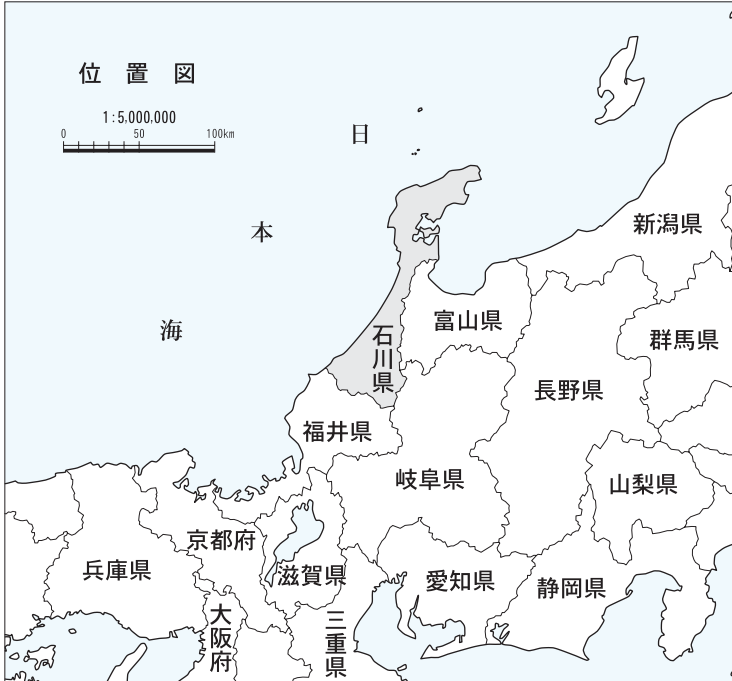 位置図
1:5,000,000
0 50 100km
日本海
新潟県
富山県
石川県
群馬県
長野県
福井県
岐阜県
山梨県
京都府
兵庫県
滋賀県
愛知県
静岡県
大阪府
三重県